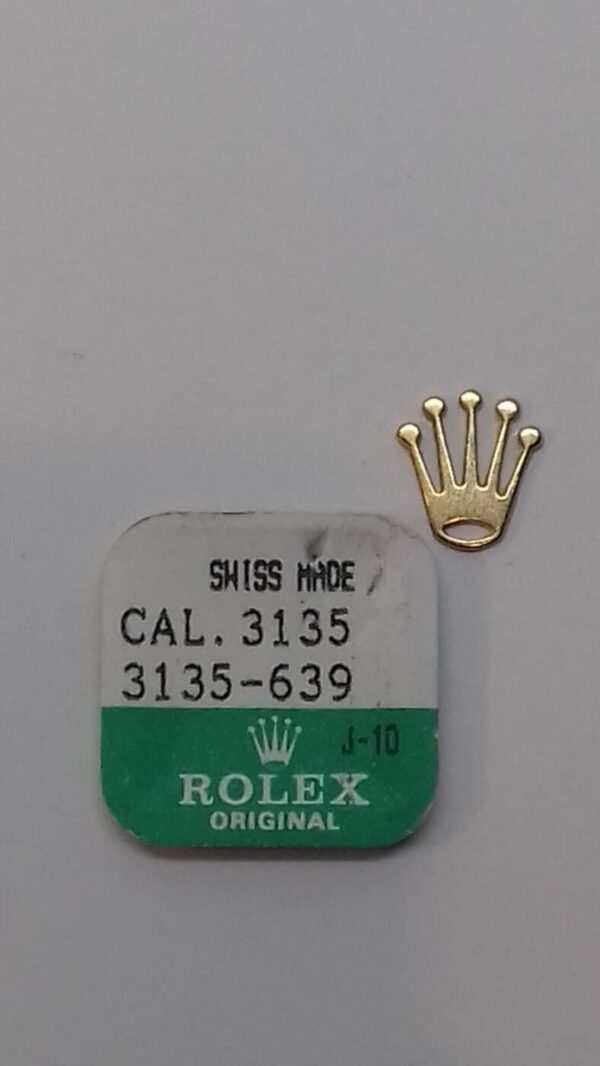 SWISS MADE
CAL. 3135
3135-639
J-10
ROLEX
ORIGINAL